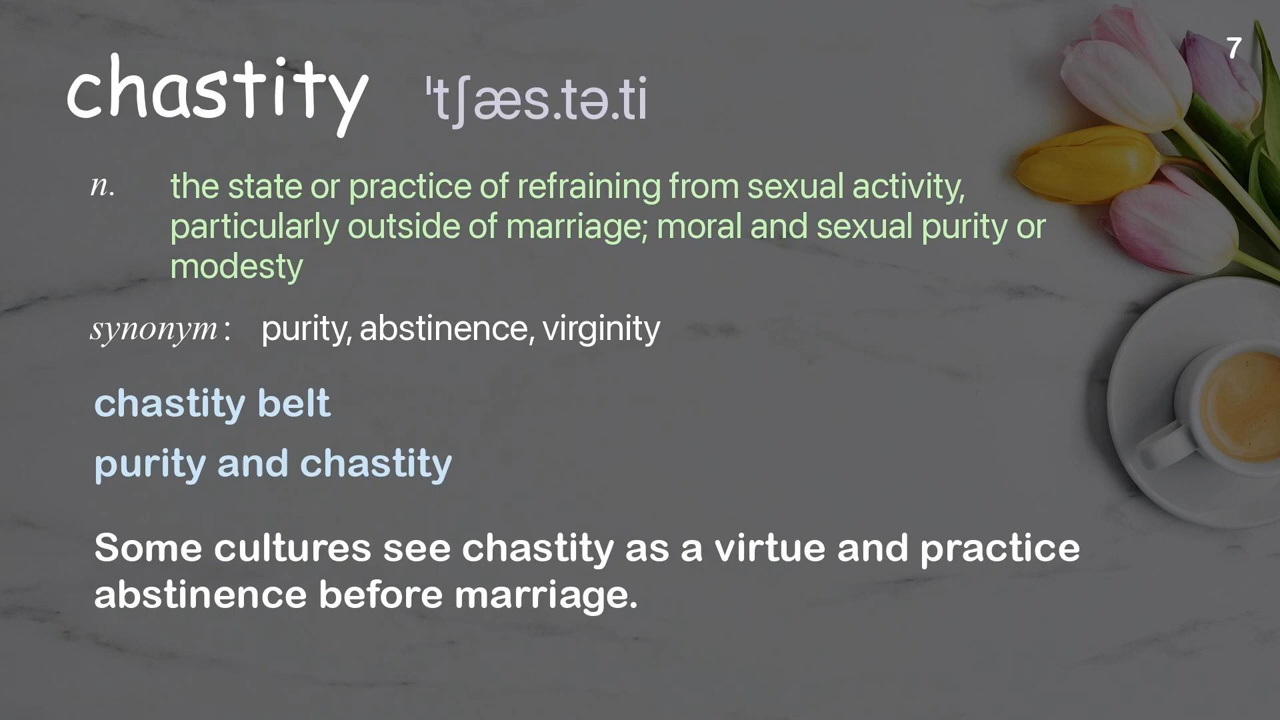 7
chastity ˈtʃæs.tə.ti
n. the state or practice of refraining from sexual activity,
particularly outside of marriage; moral and sexual purity or
modesty
synonym: purity, abstinence, virginity
chastity belt
purity and chastity
Some cultures see chastity as a virtue and practice
abstinence before marriage.